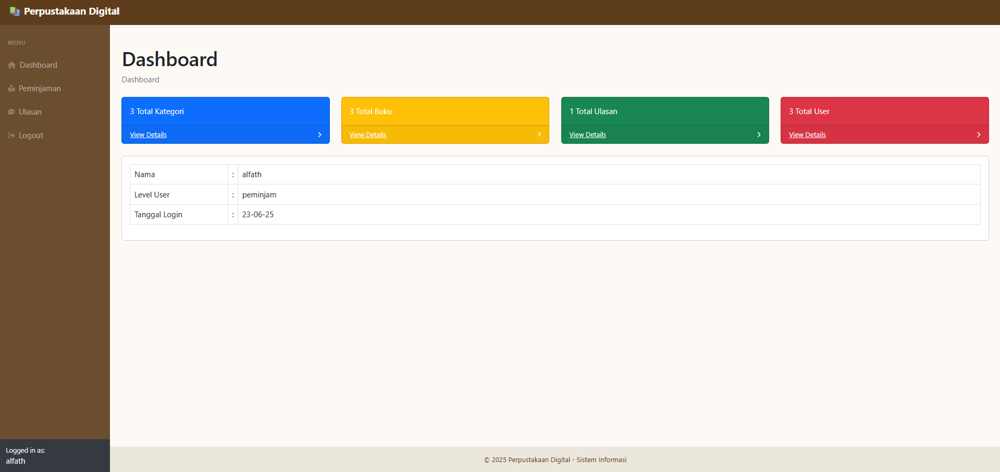 Perpustakaan Digital
MENU
Dashboard
Peminjaman
Ulasan
Logout
Logged in as:
alfath
Dashboard
Dashboard
3 Total Kategori
View Details
3 Total Buku
View Details
1 Total Ulasan
View Details
3 Total User
View Details
Nama : alfath
Level User : peminjam
Tanggal Login : 23-06-25
© 2025 Perpustakaan Digital - Sistem Informasi